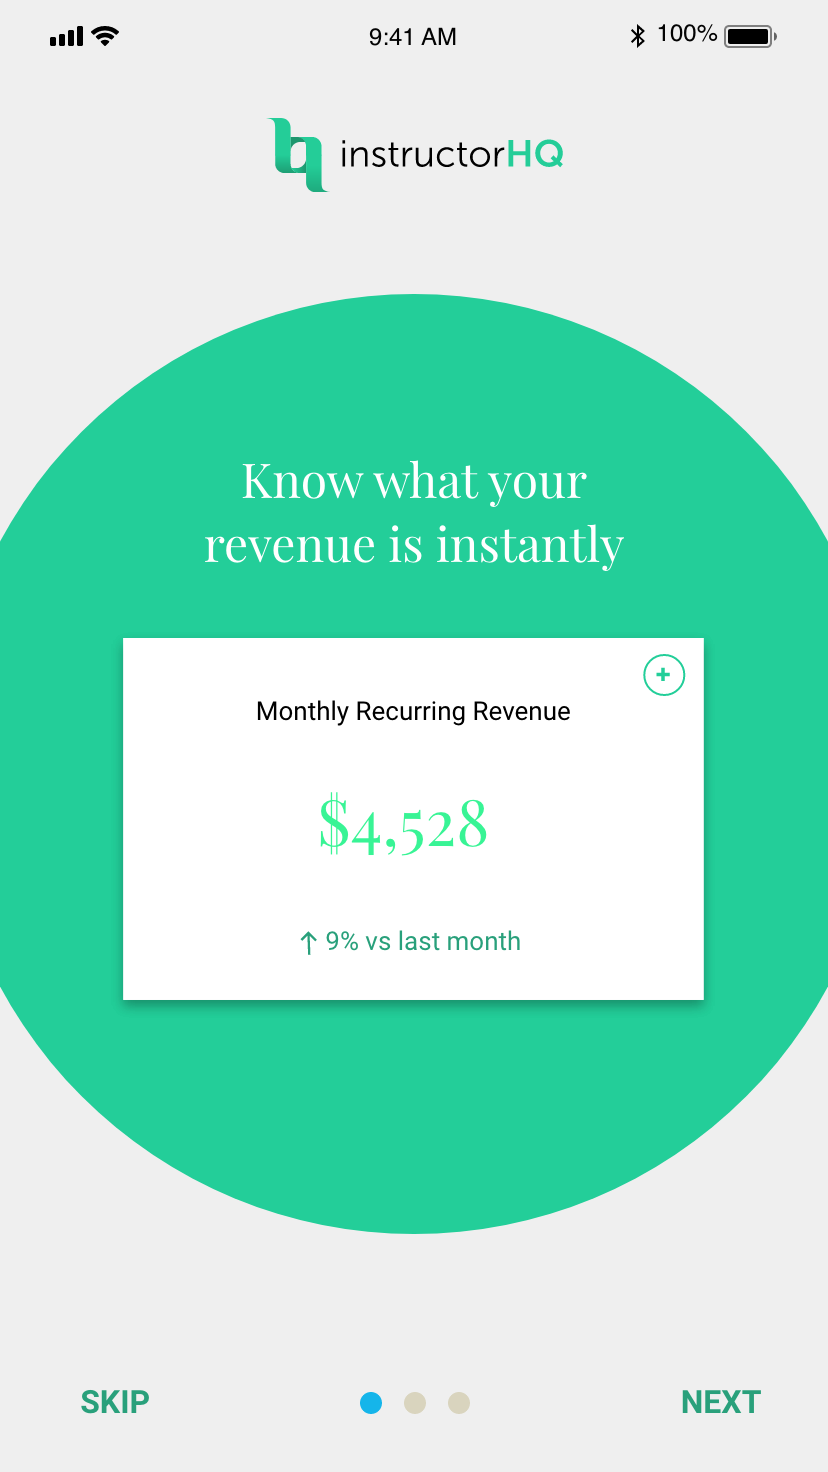 9:41 AM
100%
instructorHQ
Know what your
revenue is instantly
+
Monthly Recurring Revenue
$4,528
↑ 9% vs last month
SKIP
NEXT